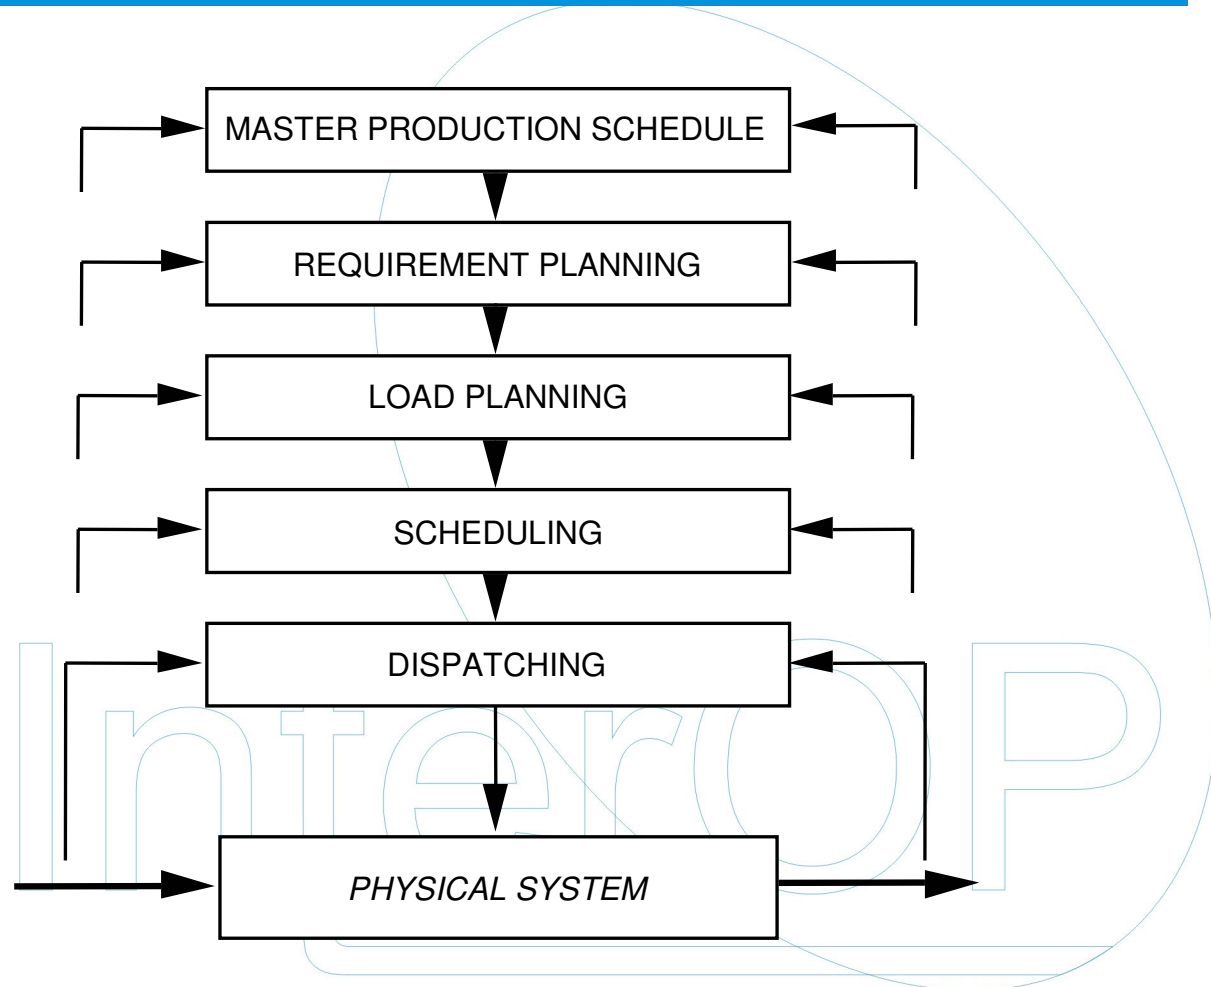 MASTER PRODUCTION SCHEDULE
REQUIREMENT PLANNING
LOAD PLANNING
SCHEDULING
DISPATCHING
InterOP
PHYSICAL SYSTEM